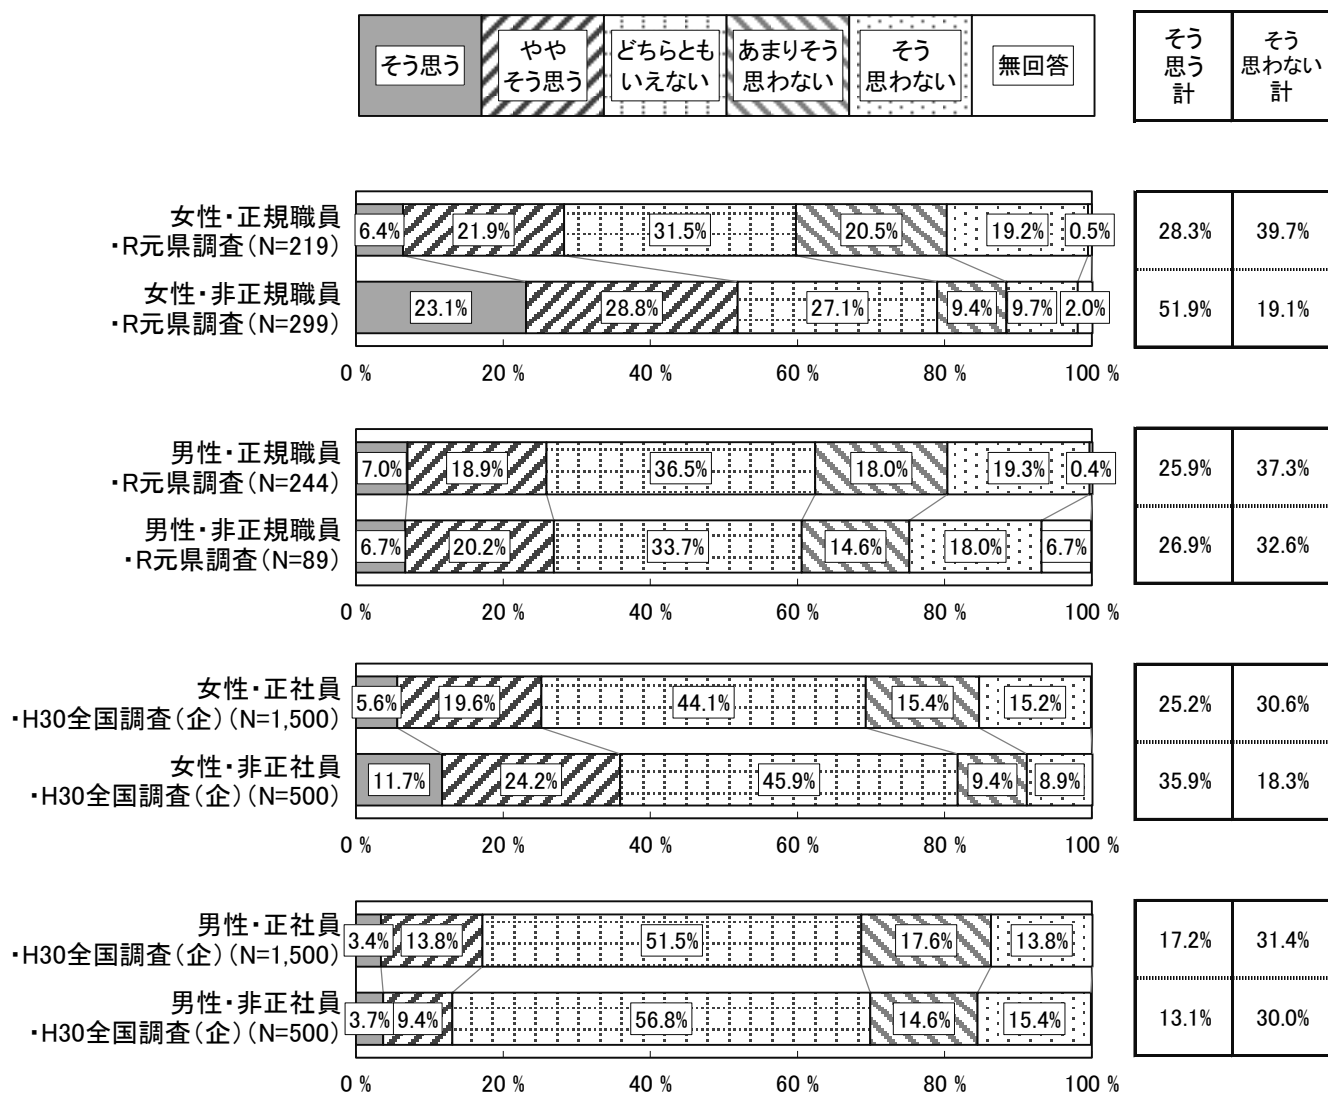 そう思う
やや
そう思う
どちらとも
いえない
あまりそう
思わない
そう
思わない
無回答
そう
思う
計
そう
思わない
計
女性・正規職員
・R元県調査(N=219)
6.4% 21.9% 31.5% 20.5% 19.2% 0.5% 28.3% 39.7%
女性・非正規職員
・R元県調査(N=299)
23.1% 28.8% 27.1% 9.4% 9.7% 2.0% 51.9% 19.1%
0% 20% 40% 60% 80% 100%
男性・正規職員
・R元県調査(N=244)
7.0% 18.9% 36.5% 18.0% 19.3% 0.4% 25.9% 37.3%
男性・非正規職員
・R元県調査(N=89)
6.7% 20.2% 33.7% 14.6% 18.0% 6.7% 26.9% 32.6%
0% 20% 40% 60% 80% 100%
女性・正社員
・H30全国調査(企)(N=1,500)
5.6% 19.6% 44.1% 15.4% 15.2% 25.2% 30.6%
女性・非正社員
・H30全国調査(企)(N=500)
11.7% 24.2% 45.9% 9.4% 8.9% 35.9% 18.3%
0% 20% 40% 60% 80% 100%
男性・正社員
・H30全国調査(企)(N=1,500)
3.4% 13.8% 51.5% 17.6% 13.8% 17.2% 31.4%
男性・非正社員
・H30全国調査(企)(N=500)
3.7% 9.4% 56.8% 14.6% 15.4% 13.1% 30.0%
0% 20% 40% 60% 80% 100%